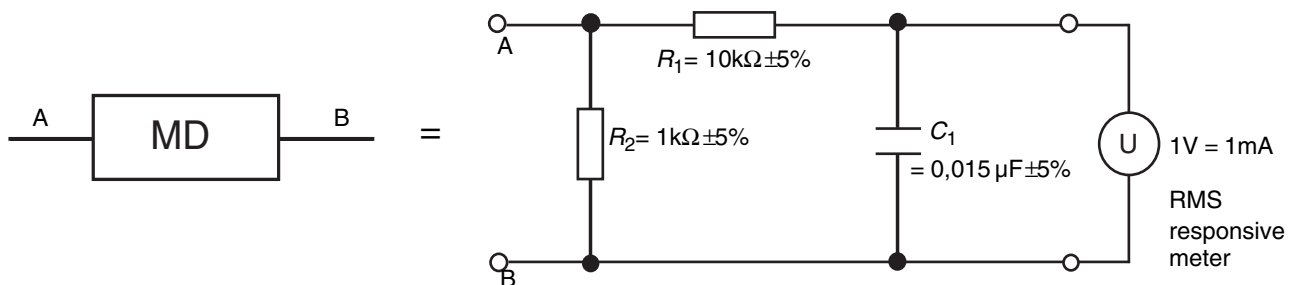 A
MD
B
=
A
R1= 10kΩ±5%
R2= 1kΩ±5%
C1
= 0,015 µF±5%
U
1V = 1mA
RMS
responsive
meter
B